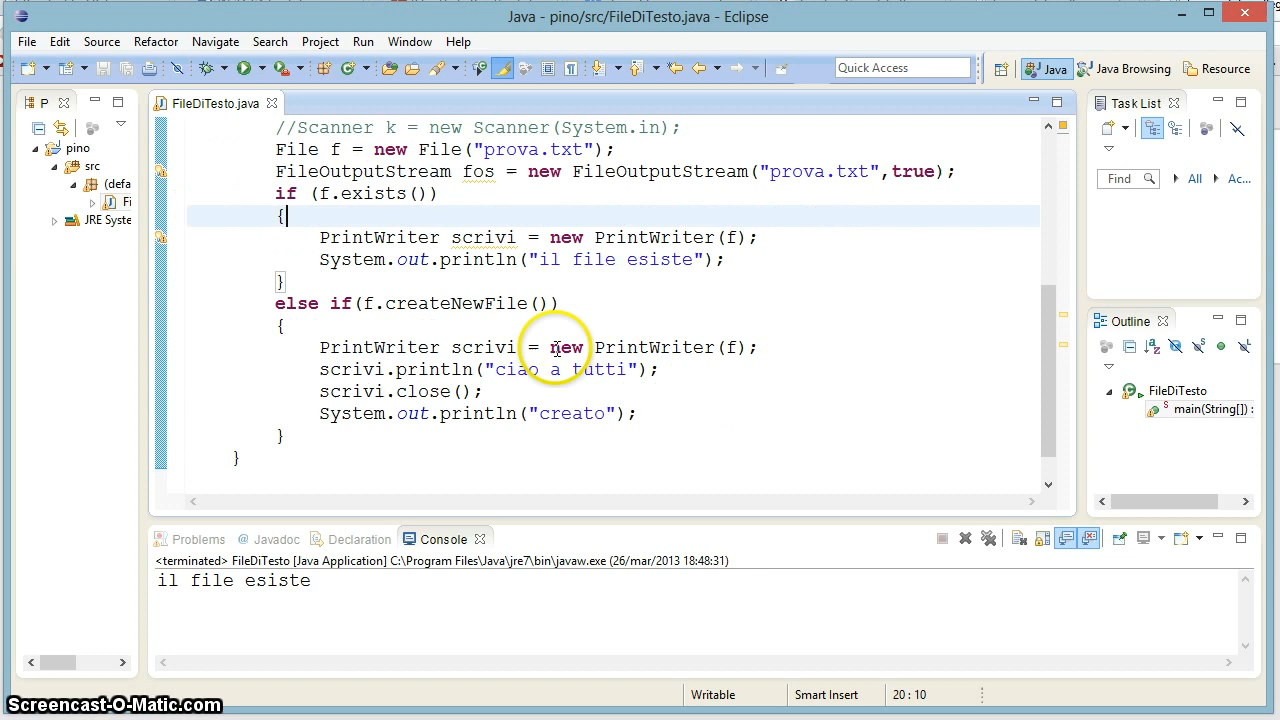 Java - pino/src/FileDiTesto.java - Eclipse
File Edit Source Refactor Navigate Search Project Run Window Help
Quick Access Java Java Browsing Resource
P FileDiTesto.java Task List
//Scanner k = new Scanner(System.in);
File f = new File("prova.txt");
FileOutputStream fos = new FileOutputStream("prova.txt",true);
if (f.exists())
{
PrintWriter scrivi = new PrintWriter(f);
System.out.println("il file esiste");
}
else if(f.createNewFile())
{
PrintWriter scrivi = new PrintWriter(f);
scrivi.println("ciao a tutti");
scrivi.close();
System.out.println("creato");
}
}
pino
src
(defa
Fi
JRE Syste
Find All Ac...
Outline
FileDiTesto
main(String[]) :
Problems @ Javadoc Console
<terminated> FileDiTesto [Java Application] C:\Program Files\Java\jre7\bin\javaw.exe (26/mar/2013 18:48:31)
il file esiste
Writable Smart Insert 20 : 10
Screencast-O-Matic.com